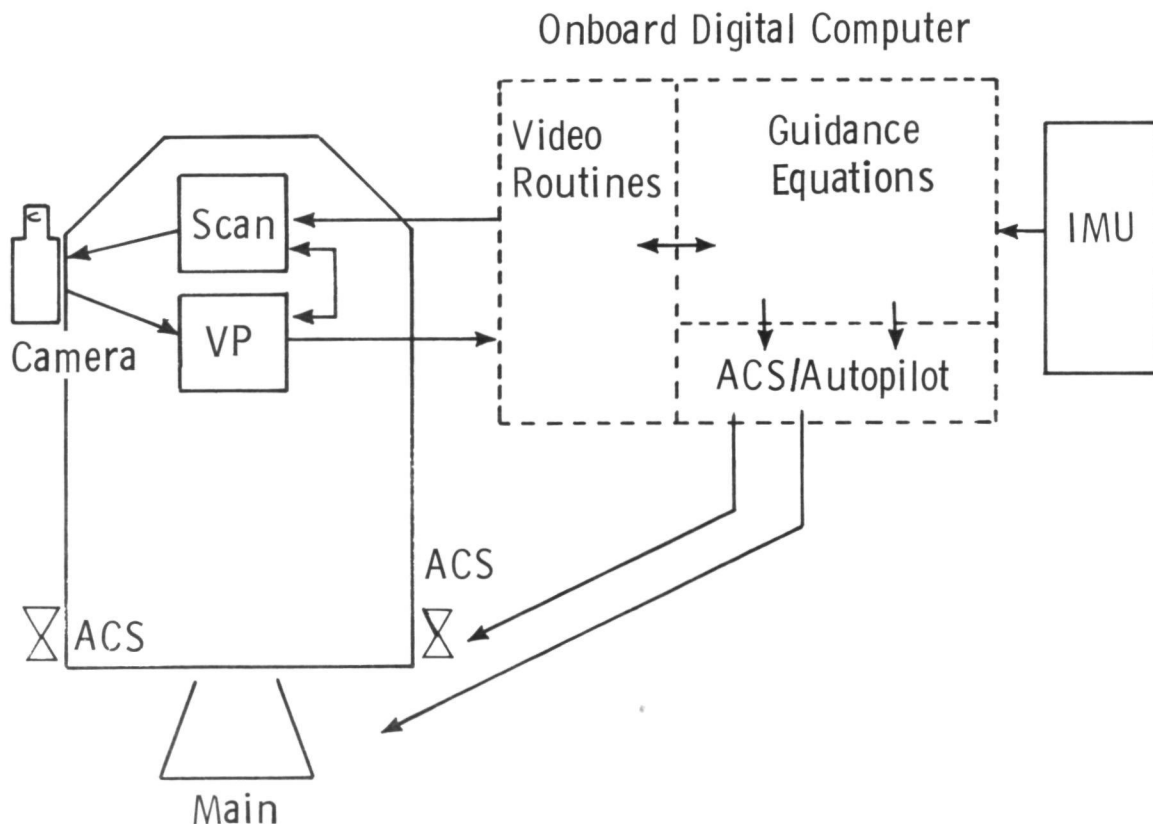 Onboard Digital Computer
Video
Routines
Guidance
Equations
IMU
Scan
VP
Camera
ACS/Autopilot
ACS
ACS
Main